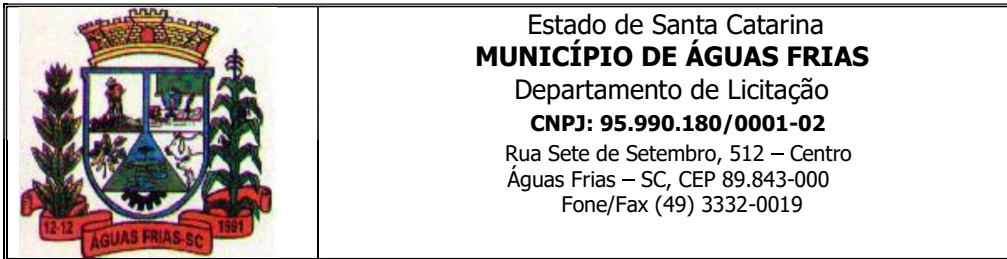 Estado de Santa Catarina
MUNICÍPIO DE ÁGUAS FRIAS
Departamento de Licitação
CNPJ: 95.990.180/0001-02
Rua Sete de Setembro, 512 – Centro
Águas Frias – SC, CEP 89.843-000
Fone/Fax (49) 3332-0019
12-12
ÁGUAS FRIAS-SC
1991